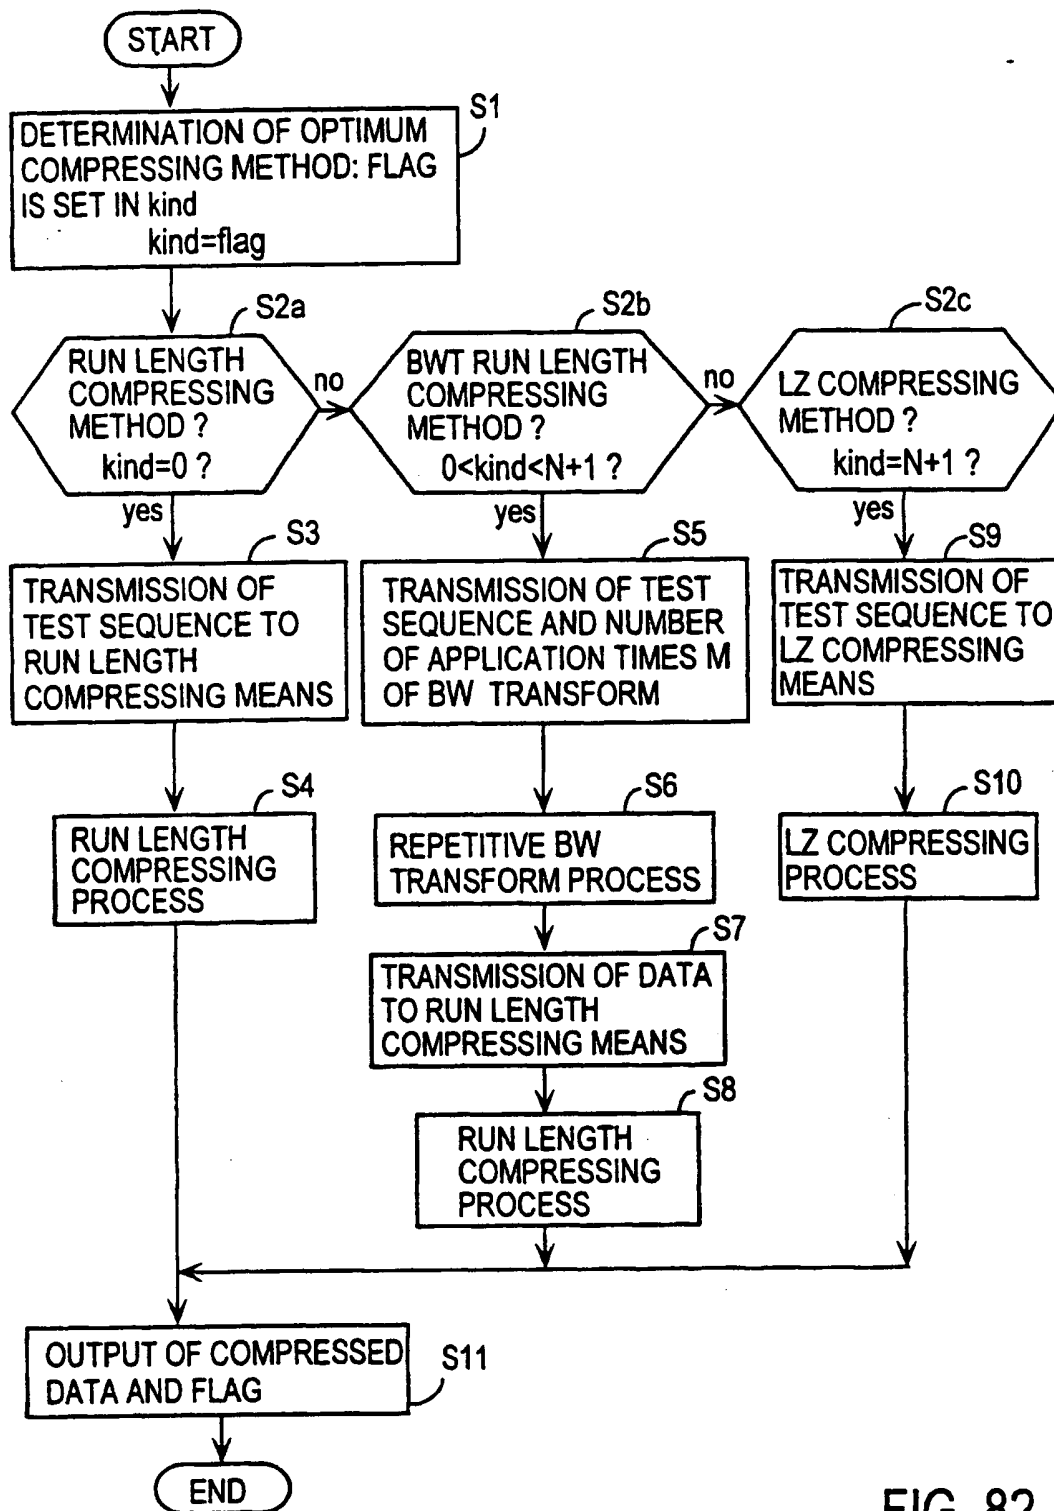 START
S1
DETERMINATION OF OPTIMUM
COMPRESSING METHOD: FLAG
IS SET IN kind
kind=flag
S2a
RUN LENGTH
COMPRESSING
METHOD ?
kind=0 ?
no
yes
S2b
BWT RUN LENGTH
COMPRESSING
METHOD ?
0<kind<N+1 ?
no
yes
S2c
LZ COMPRESSING
METHOD ?
kind=N+1 ?
yes
S3
TRANSMISSION OF
TEST SEQUENCE TO
RUN LENGTH
COMPRESSING MEANS
S5
TRANSMISSION OF TEST
SEQUENCE AND NUMBER
OF APPLICATION TIMES M
OF BW TRANSFORM
S9
TRANSMISSION OF
TEST SEQUENCE TO
LZ COMPRESSING
MEANS
S4
RUN LENGTH
COMPRESSING
PROCESS
S6
REPETITIVE BW
TRANSFORM PROCESS
S10
LZ COMPRESSING
PROCESS
S7
TRANSMISSION OF DATA
TO RUN LENGTH
COMPRESSING MEANS
S8
RUN LENGTH
COMPRESSING
PROCESS
OUTPUT OF COMPRESSED
DATA AND FLAG
S11
END
FIG. 82